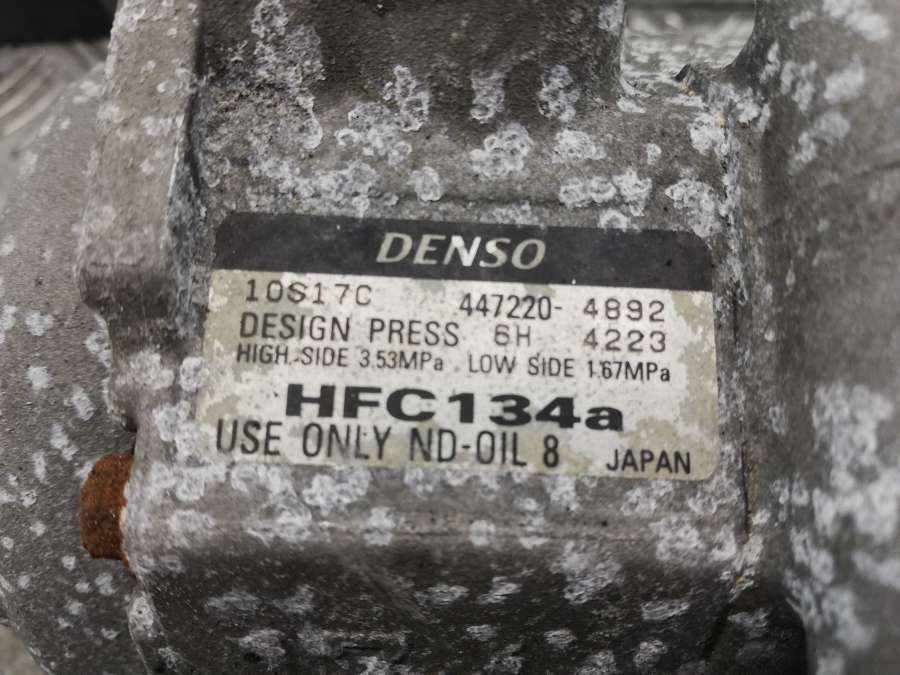 DENSO
10S17C 447220- 4892
DESIGN PRESS 6H 4223
HIGH-SIDE 3.53MPa LOW SIDE 1.67MPa
HFC134a
USE ONLY ND-OIL 8 JAPAN